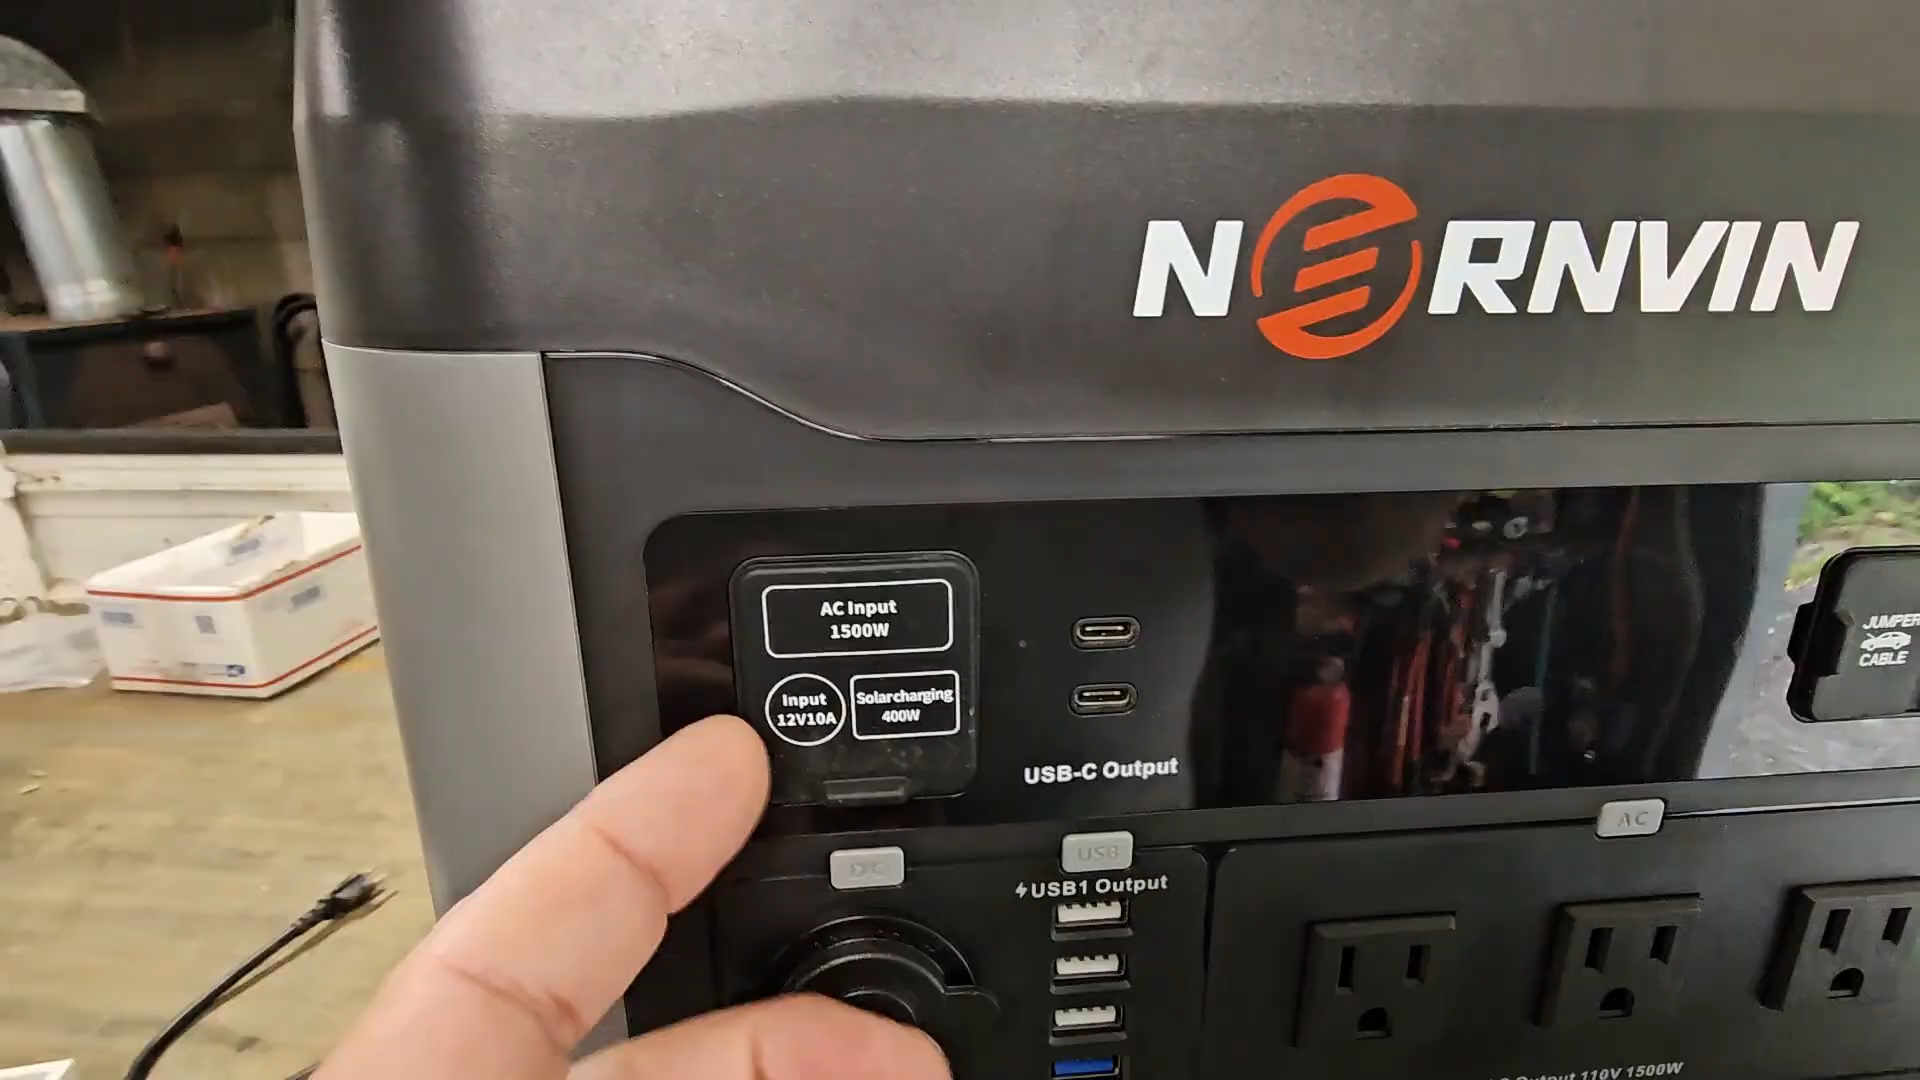 NORNVIN
AC Input
1500W
Input
12V10A
Solarcharging
400W
USB-C Output
JUMPER
CABLE
DC
USB
AC
USB1 Output
Output 110V 1500W